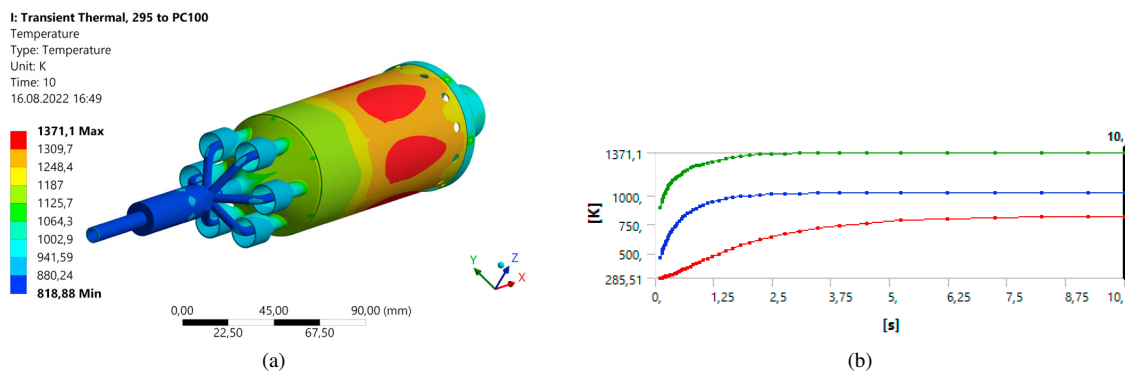 I: Transient Thermal, 295 to PC100
Temperature
Type: Temperature
Unit: K
Time: 10
16.08.2022 16:49
1371,1 Max
1309,7
1248,4
1187
1125,7
1064,3
1002,9
941,59
880,24
818,88 Min
Y
Z
X
0,00 45,00 90,00 (mm)
22,50 67,50
(a)
10,
1371,1
1000,
750,
500,
285,51
[K]
0, 1,25 2,5 3,75 5, 6,25 7,5 8,75 10,
[s]
(b)